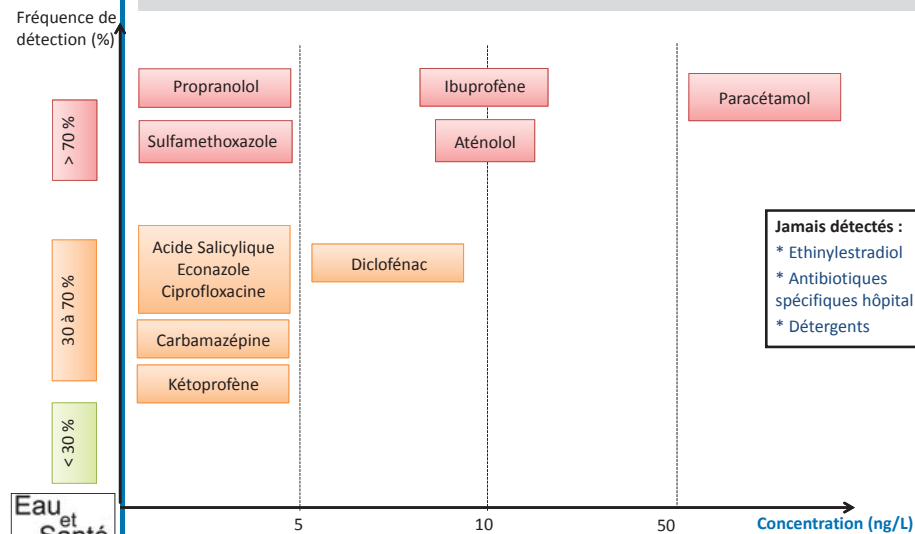 Fréquence de
détection (%)
> 70 %
Propranolol
Ibuprofène
Paracétamol
Sulfamethoxazole
Aténolol
30 à 70 %
Acide Salicylique
Econazole
Ciprofloxacine
Diclofénac
Carbamazépine
Kétoprofène
Jamais détectés :
* Ethinylestradiol
* Antibiotiques
spécifiques hôpital
* Détergents
< 30 %
Eau
et
Santé
5
10
50
Concentration (ng/L)